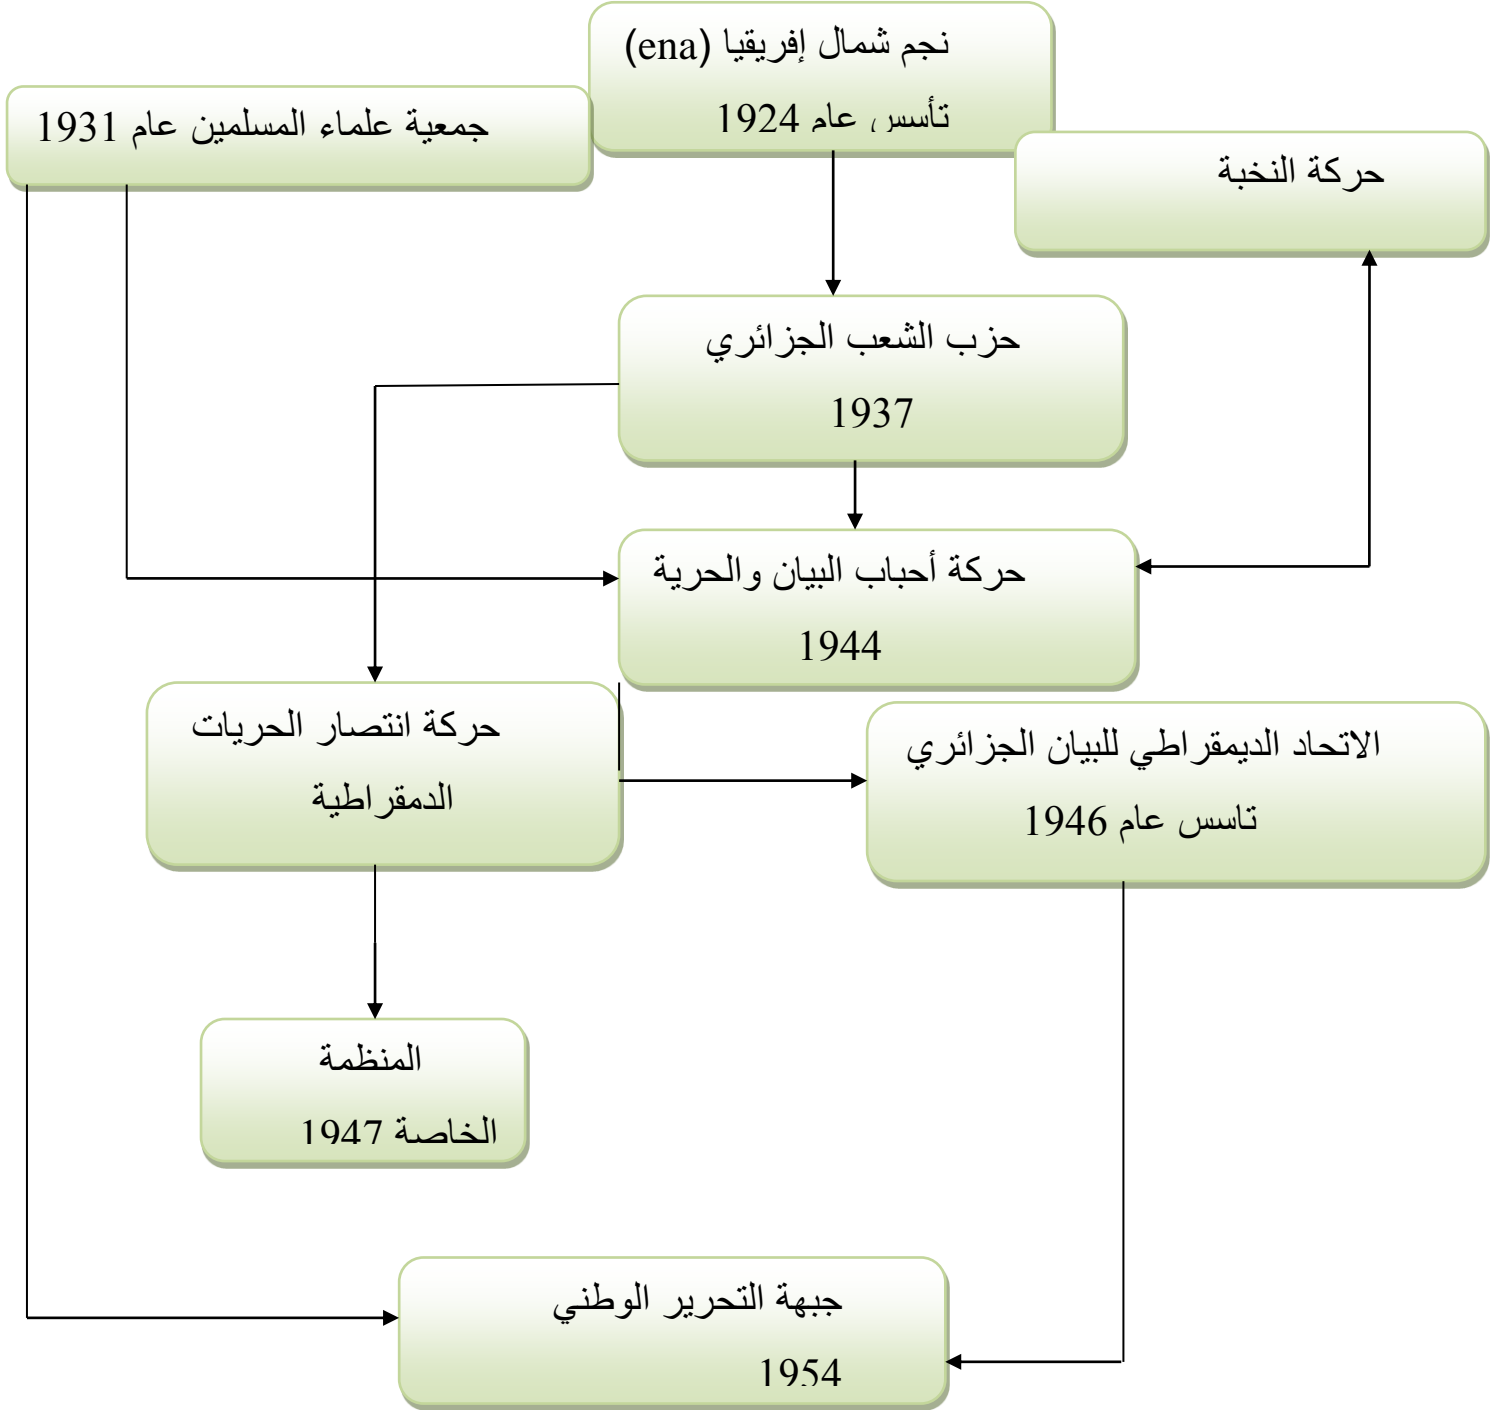 نجم شمال إفريقيا (ena)
تأسس عام 1924
جمعية علماء المسلمين عام 1931
حركة النخبة
حزب الشعب الجزائري
1937
حركة أحباب البيان والحرية
1944
حركة انتصار الحريات
الدمقراطية
الاتحاد الديمقراطي للبيان الجزائري
تاسس عام 1946
المنظمة
الخاصة 1947
جبهة التحرير الوطني
1954